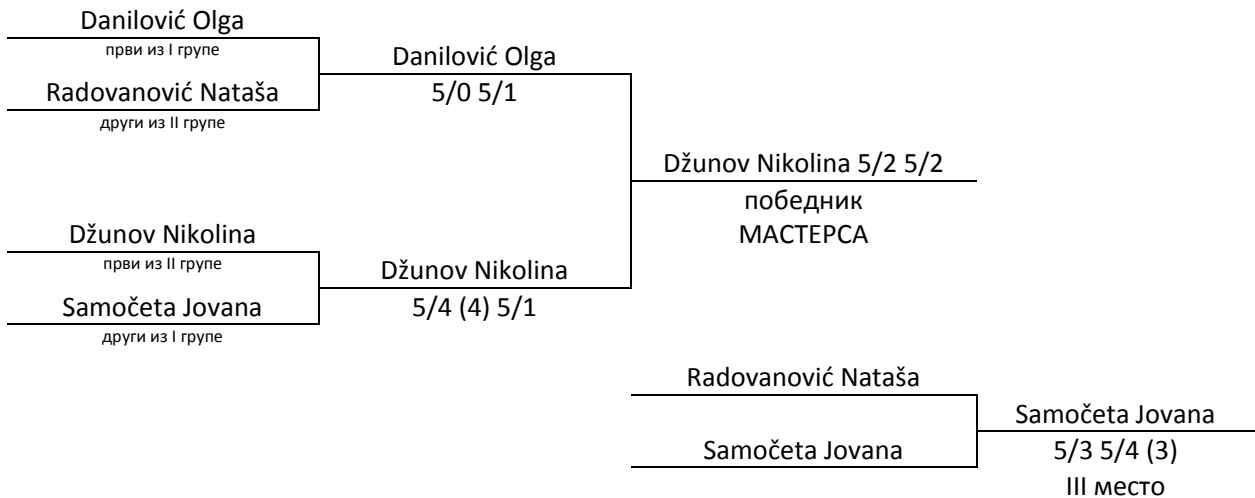 Danilović Olga
први из I групе
Radovanović Nataša
други из II групе
Danilović Olga
5/0 5/1
Džunov Nikolina
први из II групе
Samočeta Jovana
други из I групе
Džunov Nikolina
5/4 (4) 5/1
Džunov Nikolina 5/2 5/2
победник
МАСТЕРСА
Radovanović Nataša
Samočeta Jovana
Samočeta Jovana
5/3 5/4 (3)
III место